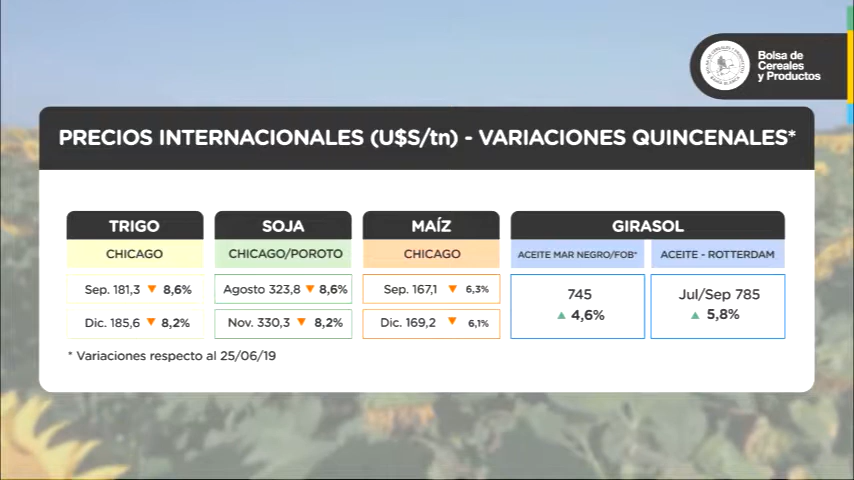 Bolsa de
Cereales
y Productos
PRECIOS INTERNACIONALES (U$S/tn) - VARIACIONES QUINCENALES*
TRIGO
CHICAGO
Sep. 181,3 ▼ 8,6%
Dic. 185,6 ▼ 8,2%
SOJA
CHICAGO/POROTO
Agosto 323,8 ▼ 8,6%
Nov. 330,3 ▼ 8,2%
MAÍZ
CHICAGO
Sep. 167,1 ▼ 6,3%
Dic. 169,2 ▼ 6,1%
GIRASOL
ACEITE MAR NEGRO/FOB*
745
▲ 4,6%
ACEITE - ROTTERDAM
Jul/Sep 785
▲ 5,8%
* Variaciones respecto al 25/06/19